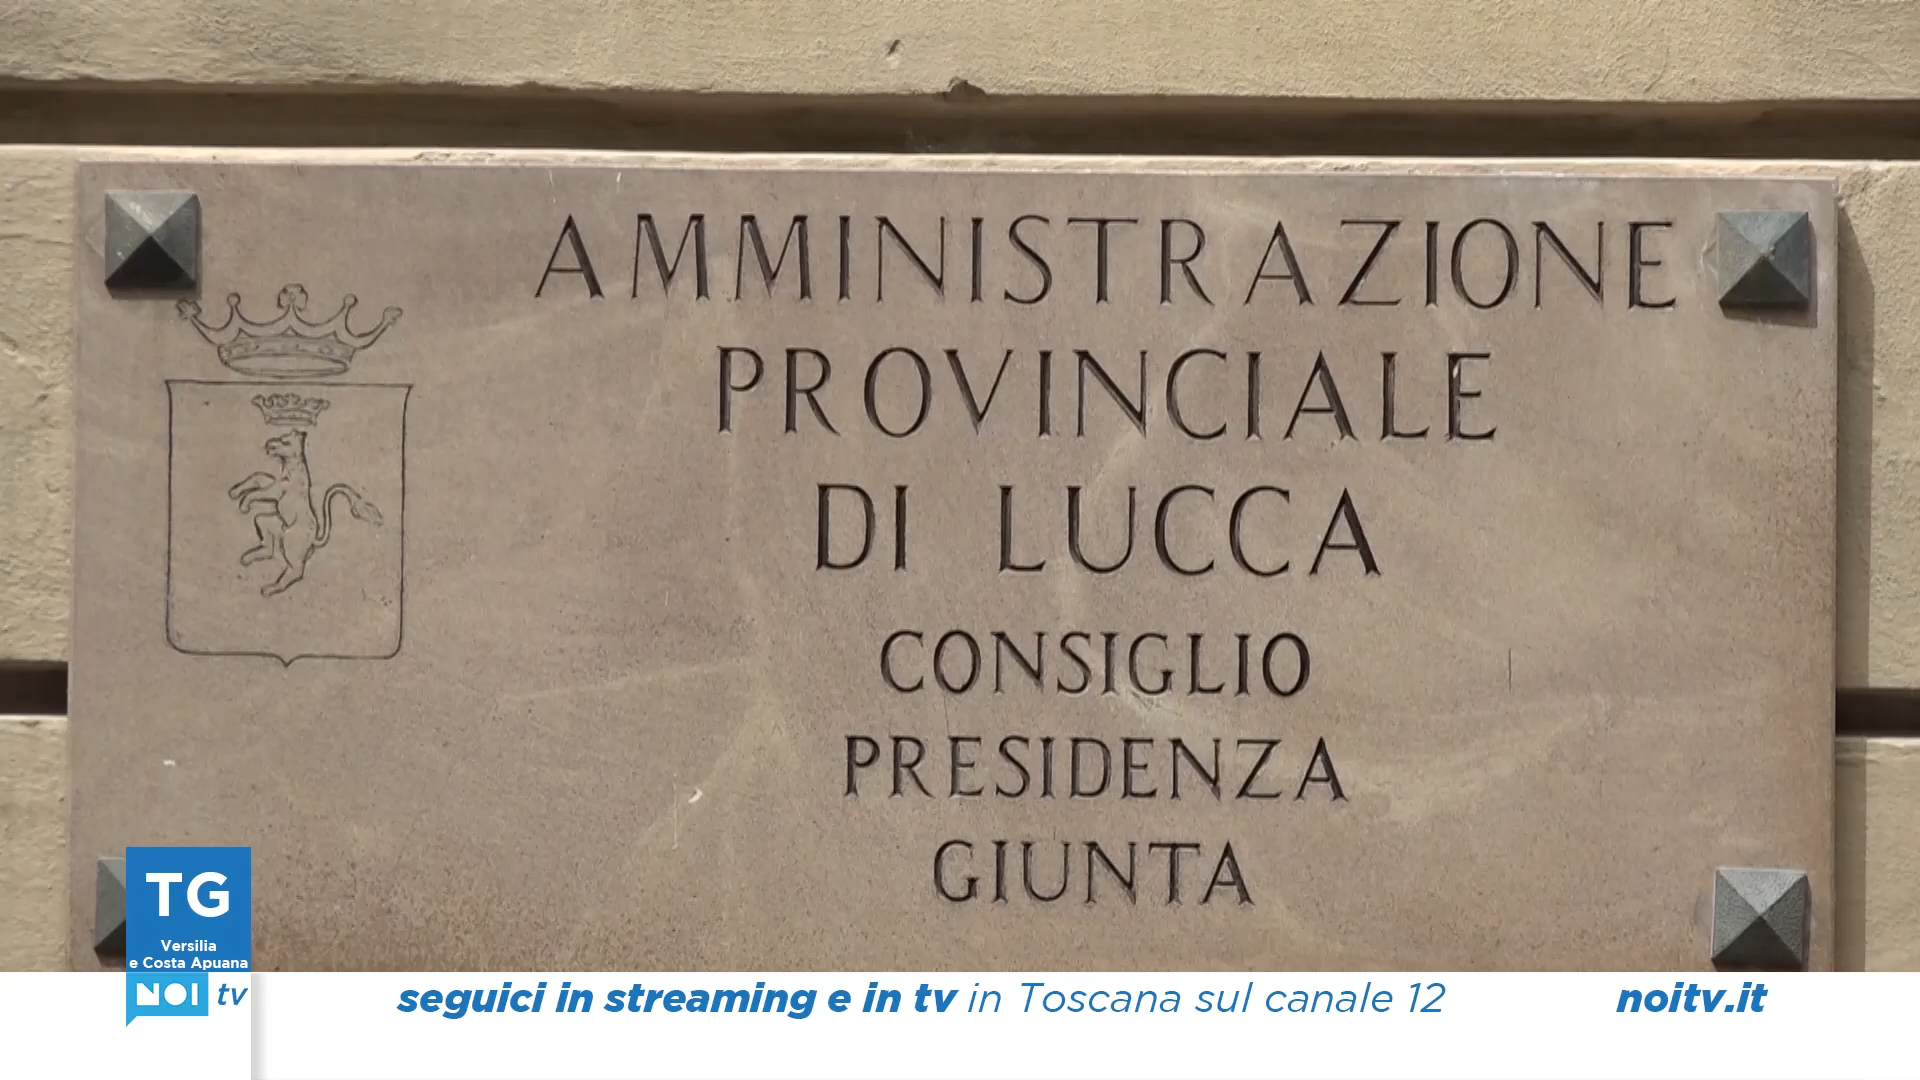 AMMINISTRAZIONE
PROVINCIALE
DI LUCCA
CONSIGLIO
PRESIDENZA
GIUNTA
TG
Versilia
e Costa Apuana
NOI tv
seguici in streaming e in tv in Toscana sul canale 12
noitv.it